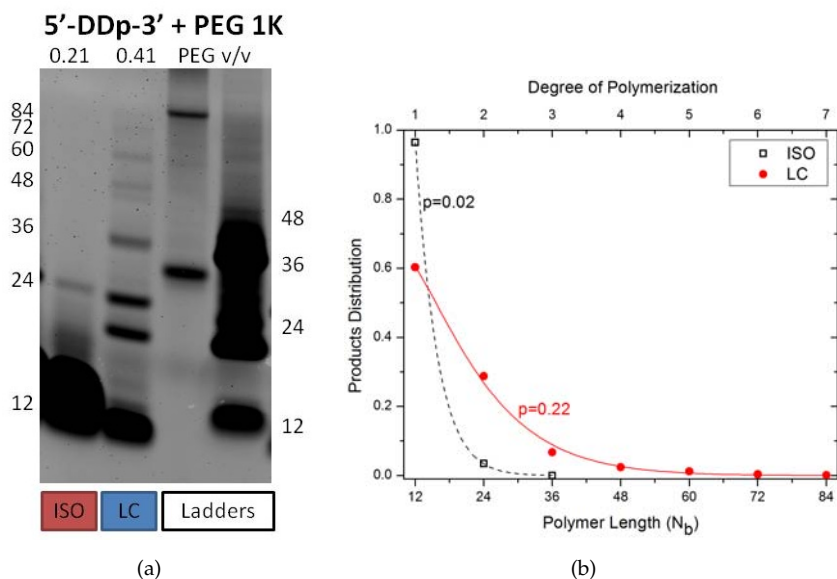 5'-DDp-3' + PEG 1K
0.21 0.41 PEG v/v
84
72
60
48
36
24
12
48
36
24
12
ISO LC Ladders
(a)
Degree of Polymerization
1 2 3 4 5 6 7
1.0
0.8
0.6
0.4
0.2
0.0
Products Distribution
ISO
LC
p=0.02
p=0.22
12 24 36 48 60 72 84
Polymer Length (N_b)
(b)